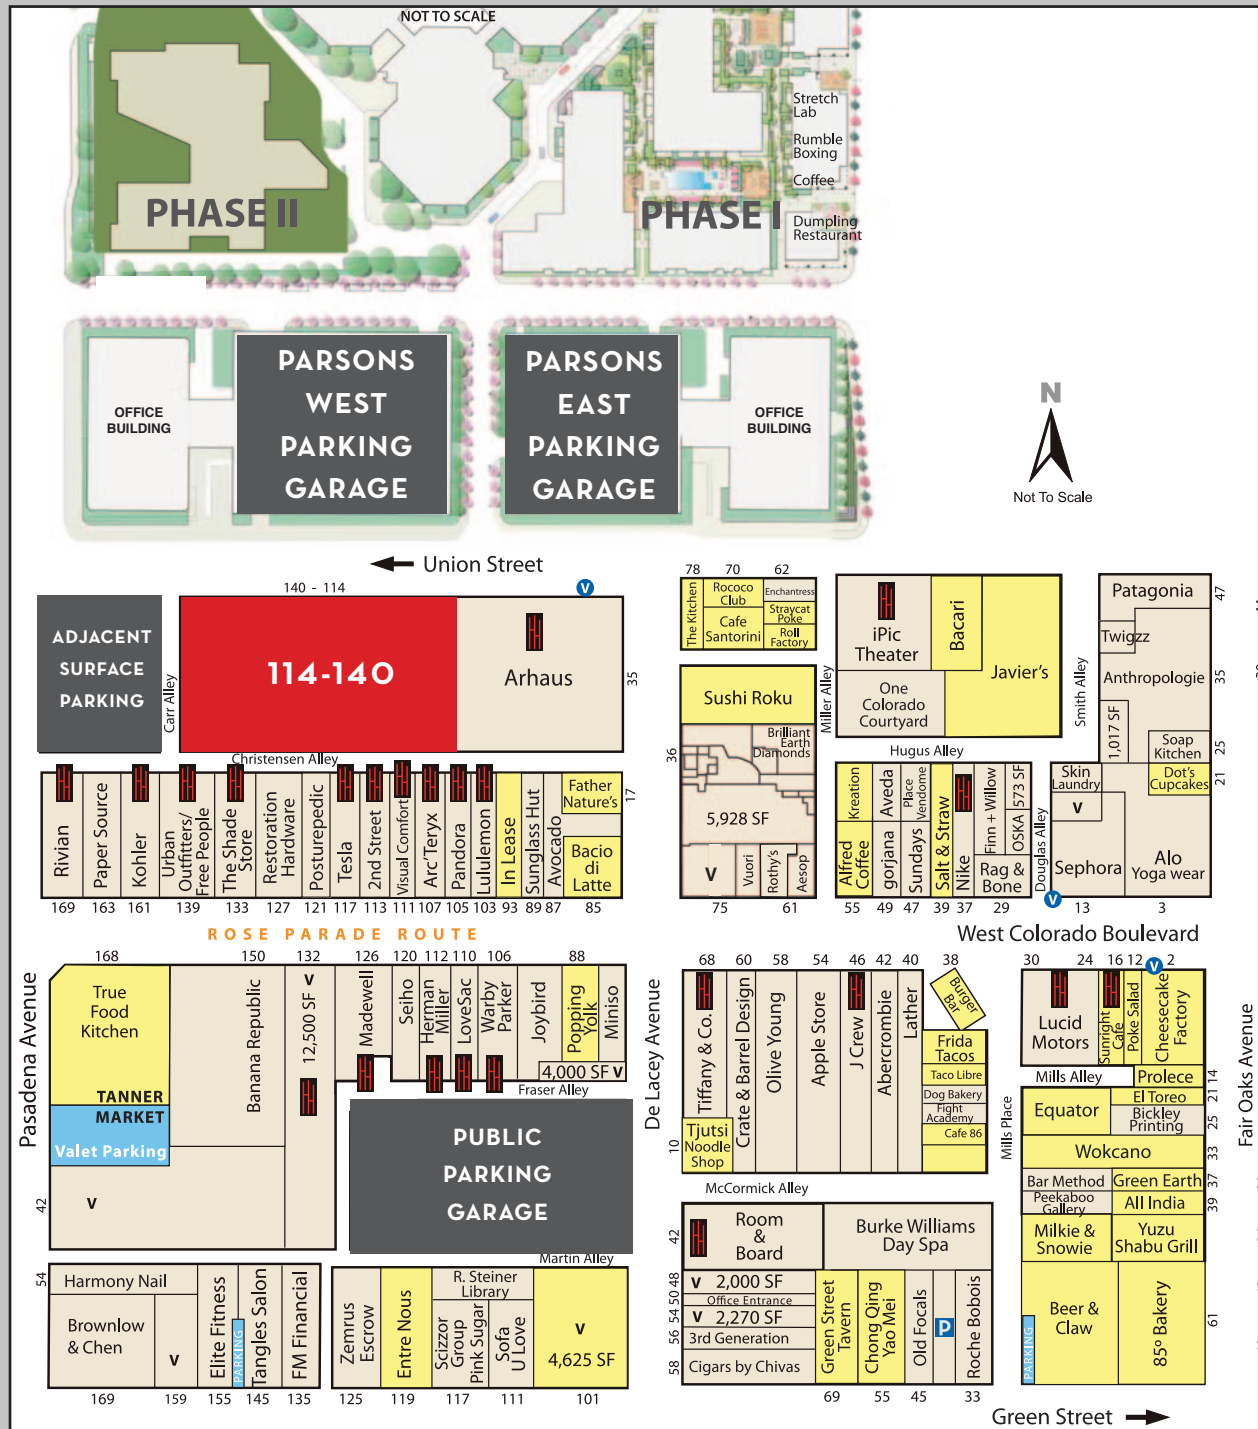 NOT TO SCALE
Stretch
Lab
Rumble
Boxing
Coffee
Dumpling
Restaurant
PHASE II
PHASE I
OFFICE
BUILDING
PARSONS
WEST
PARKING
GARAGE
PARSONS
EAST
PARKING
GARAGE
OFFICE
BUILDING
N
Not To Scale
Union Street
140 - 114
V
ADJACENT
SURFACE
PARKING
Carr Alley
114-140
Arhaus
35
Christensen Alley
78
70
62
The Kitchen
Rococo
Club
Cafe
Santorini
Enchantress
Straycat
Poke
Roll
Factory
Sushi Roku
36
Brilliant
Earth
Diamonds
5,928 SF
V
Vuori
Rothy's
Aesop
75
61
Miller Alley
iPic
Theater
Bacari
Javier's
One
Colorado
Courtyard
Hugus Alley
Smith Alley
Patagonia
47
Twigzz
Anthropologie
35
1,017 SF
Soap
Kitchen
25
Dot's
Cupcakes
21
Skin
Laundry
V
Sephora
Alo
Yoga wear
V
13
3
Douglas Alley
Kreation
Aveda
Place
Vendome
Alfred
Coffee
gorjana
Sundays
Salt & Straw
Nike
Finn + Willow
OSKA
573 SF
Rag &
Bone
55
49
47
39
37
29
Rivian
Paper Source
Kohler
Urban
Outfitters/
Free People
The Shade
Store
Restoration
Hardware
Posturepedic
Tesla
2nd Street
Visual Comfort
Arc'Teryx
Pandora
Lululemon
In Lease
Sunglass Hut
Avocado
Father
Nature's
17
Bacio
di
Latte
169
163
161
139
133
127
121
117
113
111
107
105
103
93
89
87
85
ROSE PARADE ROUTE
West Colorado Boulevard
Pasadena Avenue
De Lacey Avenue
Fair Oaks Avenue
168
150
132
126
120
112
110
106
88
True
Food
Kitchen
TANNER
MARKET
Valet Parking
Banana Republic
V
12,500 SF
Madewell
Seiho
Herman
Miller
LoveSac
Warby
Parker
Joybird
Popping
Yolk
Miniso
4,000 SF V
Fraser Alley
PUBLIC
PARKING
GARAGE
42
V
Martin Alley
68
60
58
54
46
42
40
38
Tiffany & Co.
Crate & Barrel Design
Olive Young
Apple Store
J Crew
Abercrombie
Lather
Burger
Bar
Frida
Tacos
Taco Libre
Dog Bakery
Fight
Academy
Cafe 86
10
Tjutsi
Noodle
Shop
McCormick Alley
Mills Place
30
24
16
12
V
2
Lucid
Motors
Sunright
Cafe
Poke Salad
Cheesecake
Factory
Mills Alley
Prolece
14
Equator
El Toreo
21
Bickley
Printing
25
Wokcano
33
Bar Method
Green Earth
37
Peekaboo
Gallery
All India
39
Milkie &
Snowie
Yuzu
Shabu Grill
Beer &
Claw
PARKING
85º Bakery
61
54
Harmony Nail
Brownlow
& Chen
V
Elite Fitness
PARKING
Tangles Salon
FM Financial
169
159
155
145
135
Zemrus
Escrow
Entre Nous
R. Steiner
Library
Scizzor
Group
Pink Sugar
Sofa
U Love
V
4,625 SF
125
119
117
111
101
42
Room
&
Board
Burke Williams
Day Spa
48
V 2,000 SF
50
Office Entrance
54
V 2,270 SF
56
3rd Generation
58
Cigars by Chivas
Green Street
Tavern
Chong Qing
Yao Mei
Old Focals
P
Roche Bobois
69
55
45
33
Green Street